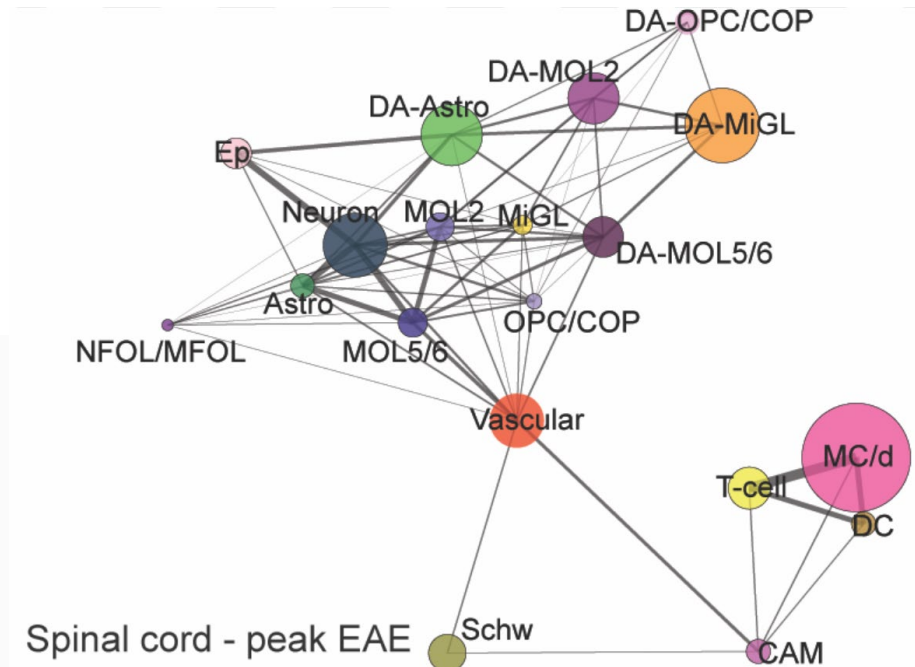 DA-OPC/COP
DA-MOL2
DA-Astro
DA-MiGL
Ep
Neuron
MOL2
MiGL
DA-MOL5/6
Astro
OPC/COP
NFOL/MFOL
MOL5/6
Vascular
MC/d
T-cell
DC
Schw
CAM
Spinal cord - peak EAE